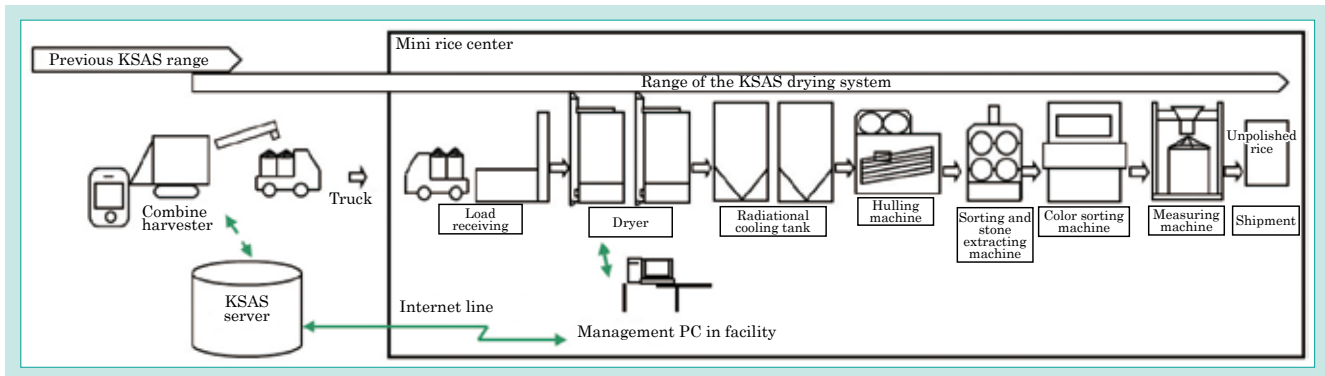 Mini rice center
Previous KSAS range
Range of the KSAS drying system
Unpolished
rice
Truck
Combine
harvester
Load
receiving
Dryer
Radiational
cooling tank
Hulling
machine
Sorting and
stone
extracting
machine
Color sorting
machine
Measuring
machine
Shipment
KSAS
server
Internet line
Management PC in facility